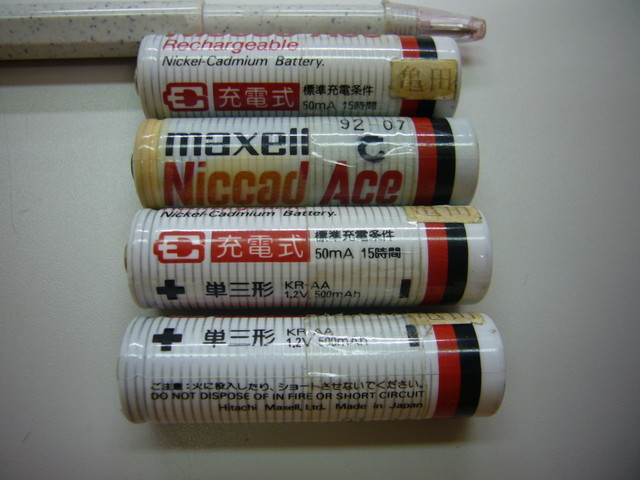 Rechargeable
Nickel-Cadmium Battery.
亀田
充電式
標準充電条件
50mA 15時間
92-07
maxell
Niccad Ace
Nickel-Cadmium Battery.
亀田
充電式
標準充電条件
50mA 15時間
単三形
KR-AA
1.2V 500mAh
単三形
KR-AA
1.2V 500mAh
ご注意:火に投入したり、ショートさせないでください。
DO NOT DISPOSE OF IN FIRE OR SHORT CIRCUIT
Hitachi Maxell, Ltd. Made in Japan